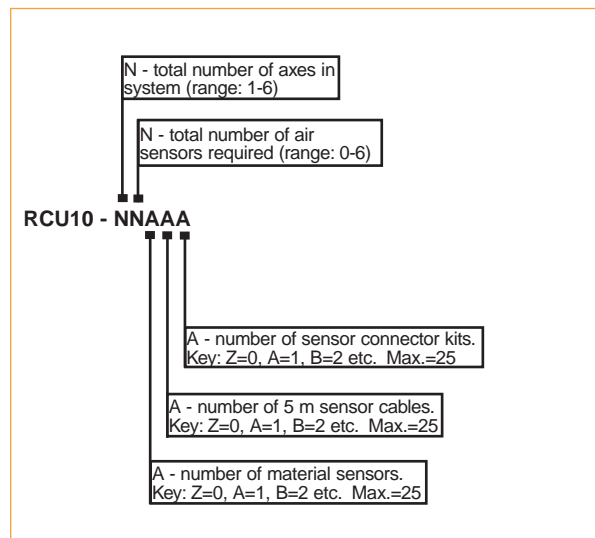 N - total number of axes in
system (range: 1-6)
N - total number of air
sensors required (range: 0-6)
RCU10 - NNAAA
A - number of sensor connector kits.
Key: Z=0, A=1, B=2 etc.  Max.=25
A - number of 5 m sensor cables.
Key: Z=0, A=1, B=2 etc.  Max.=25
A - number of material sensors.
Key: Z=0, A=1, B=2 etc.  Max.=25